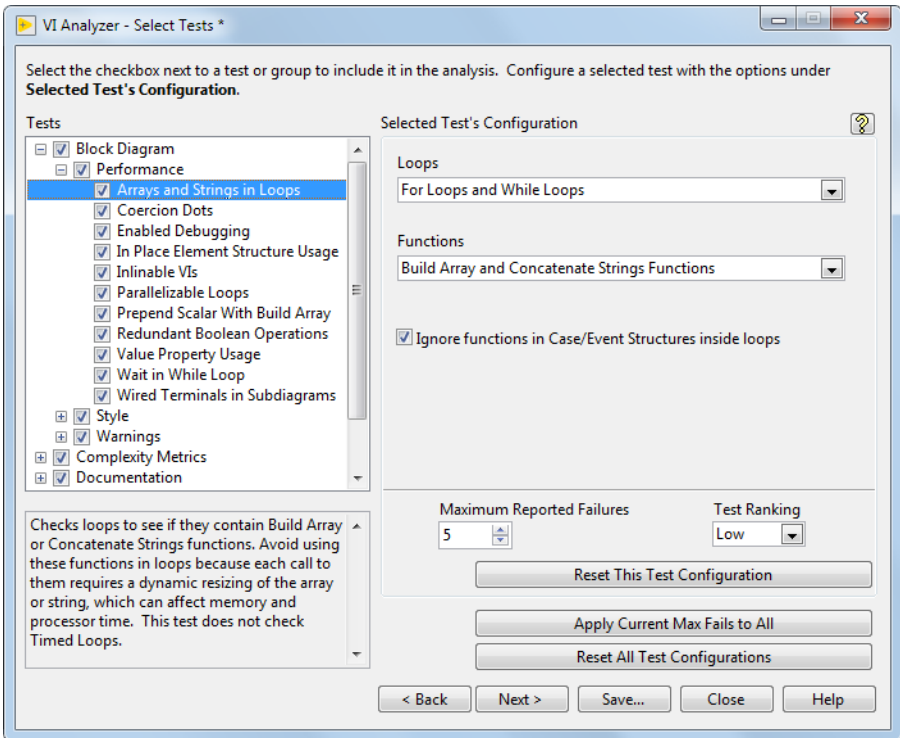 VI Analyzer - Select Tests *
Select the checkbox next to a test or group to include it in the analysis.  Configure a selected test with the options under
Selected Test's Configuration.
Tests
Block Diagram
Performance
Arrays and Strings in Loops
Coercion Dots
Enabled Debugging
In Place Element Structure Usage
Inlinable VIs
Parallelizable Loops
Prepend Scalar With Build Array
Redundant Boolean Operations
Value Property Usage
Wait in While Loop
Wired Terminals in Subdiagrams
Style
Warnings
Complexity Metrics
Documentation
Checks loops to see if they contain Build Array
or Concatenate Strings functions. Avoid using
these functions in loops because each call to
them requires a dynamic resizing of the array
or string, which can affect memory and
processor time.  This test does not check
Timed Loops.
Selected Test's Configuration
?
Loops
For Loops and While Loops
Functions
Build Array and Concatenate Strings Functions
Ignore functions in Case/Event Structures inside loops
Maximum Reported Failures
5
Test Ranking
Low
Reset This Test Configuration
Apply Current Max Fails to All
Reset All Test Configurations
< Back
Next >
Save...
Close
Help